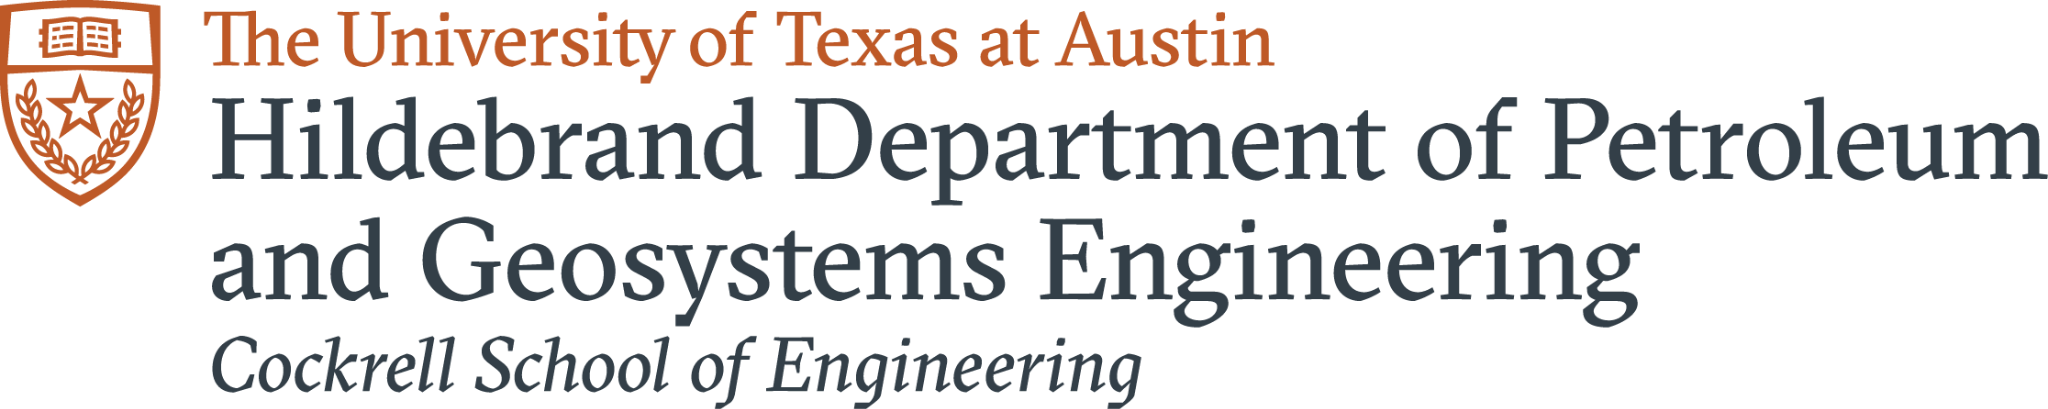 The University of Texas at Austin
Hildebrand Department of Petroleum
and Geosystems Engineering
Cockrell School of Engineering